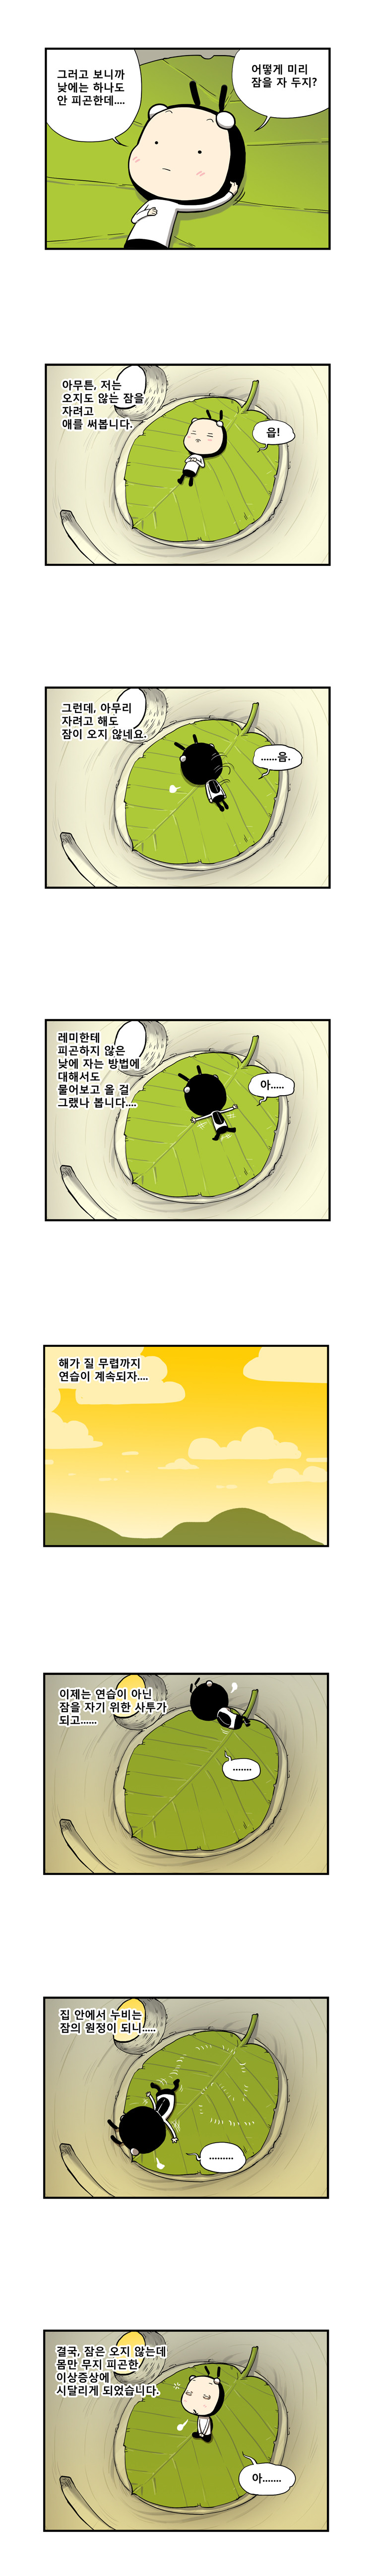 그러고 보니까
낮에는 하나도
안 피곤한데....
어떻게 미리
잠을 자 두지?
아무튼, 저는
오지도 않는 잠을
자려고
애를 써봅니다.
읍!
그런데, 아무리
자려고 해도
잠이 오지 않네요.
......음.
레미한테
피곤하지 않은
낮에 자는 방법에
대해서도
물어보고 올 걸
그랬나 봅니다....
아.....
해가 질 무렵까지
연습이 계속되자....
이제는 연습이 아닌
잠을 자기 위한 사투가
되고......
.......
집 안에서 누비는
잠의 원정이 되니.....
.........
결국, 잠은 오지 않는데
몸만 무지 피곤한
이상증상에
시달리게 되었습니다.
아.......